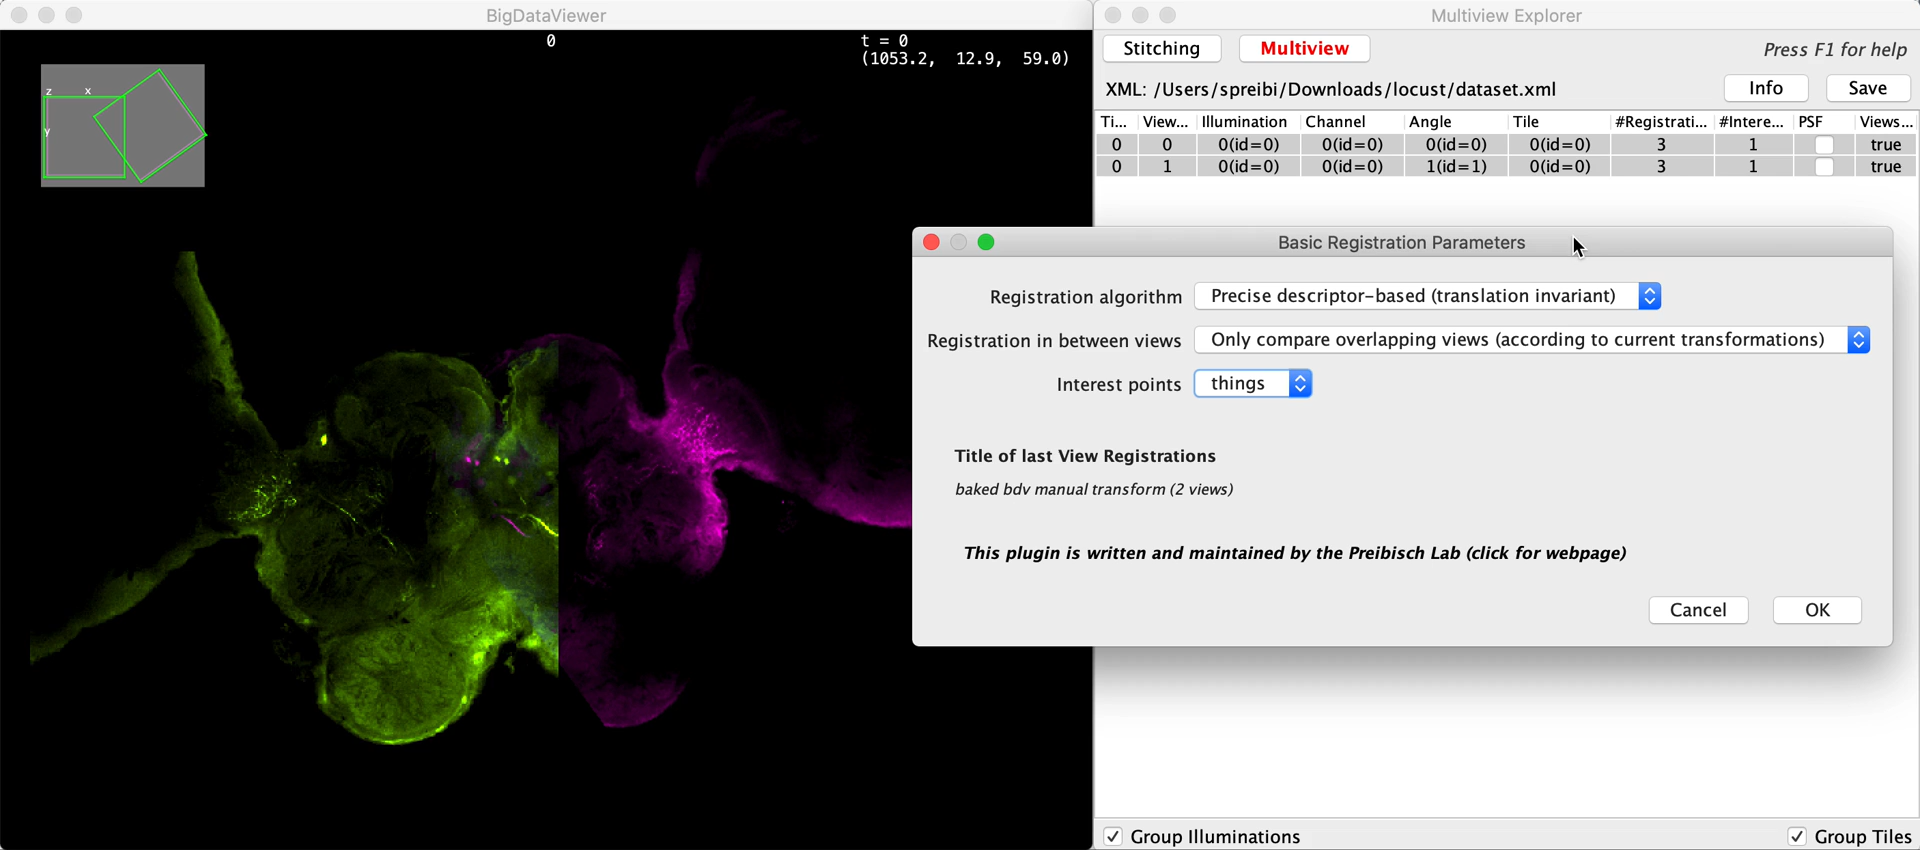 BigDataViewer
0
t = 0
(1053.2, 12.9, 59.0)
z x
y
Multiview Explorer
Stitching Multiview Press F1 for help
XML: /Users/spreibi/Downloads/locust/dataset.xml Info Save
Ti... View... Illumination Channel Angle Tile #Registrati... #Intere... PSF Views...
0 0 0(id=0) 0(id=0) 0(id=0) 0(id=0) 3 1 true
0 1 0(id=0) 0(id=0) 1(id=1) 0(id=0) 3 1 true
Basic Registration Parameters
Registration algorithm Precise descriptor-based (translation invariant)
Registration in between views Only compare overlapping views (according to current transformations)
Interest points things
Title of last View Registrations
baked bdv manual transform (2 views)
This plugin is written and maintained by the Preibisch Lab (click for webpage)
Cancel OK
Group Illuminations Group Tiles